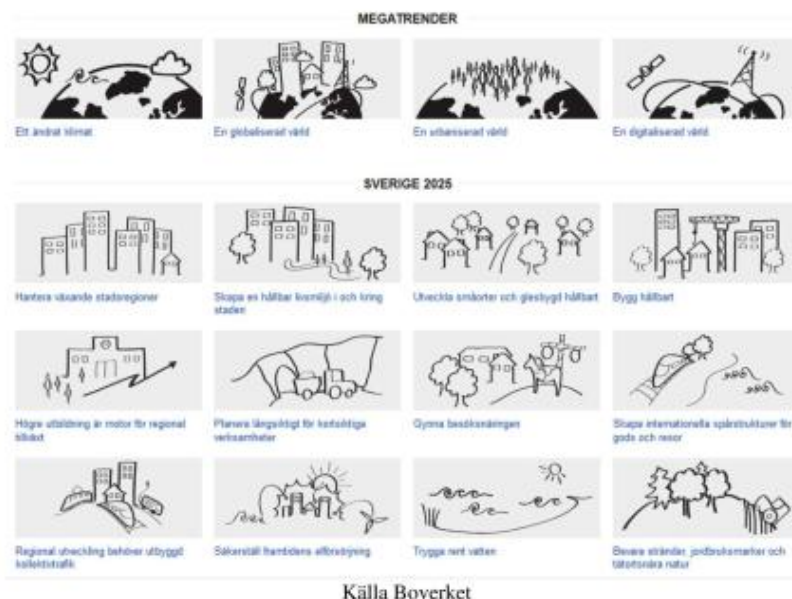 MEGATRENDER
Ett ändrat klimat
En globaliserad värld
En urbaniserad värld
En digitaliserad värld
SVERIGE 2025
Hantera växande stadsregioner
Skapa en hållbar livsmiljö i och kring
staden
Utveckla småorter och glesbygd hållbart
Bygg hållbart
Högre utbildning är motor för regional
tillväxt
Planera långsiktigt för kortsiktiga
verksamheter
Gynna besöksnäringen
Skapa internationella spårstrukturer för
gods och resor
Regional utveckling behöver utbyggd
kollektivtrafik
Säkerställ framtidens elförsörjning
Trygga rent vatten
Bevara stränder, jordbruksmarker och
tätortsnära natur
Källa Boverket